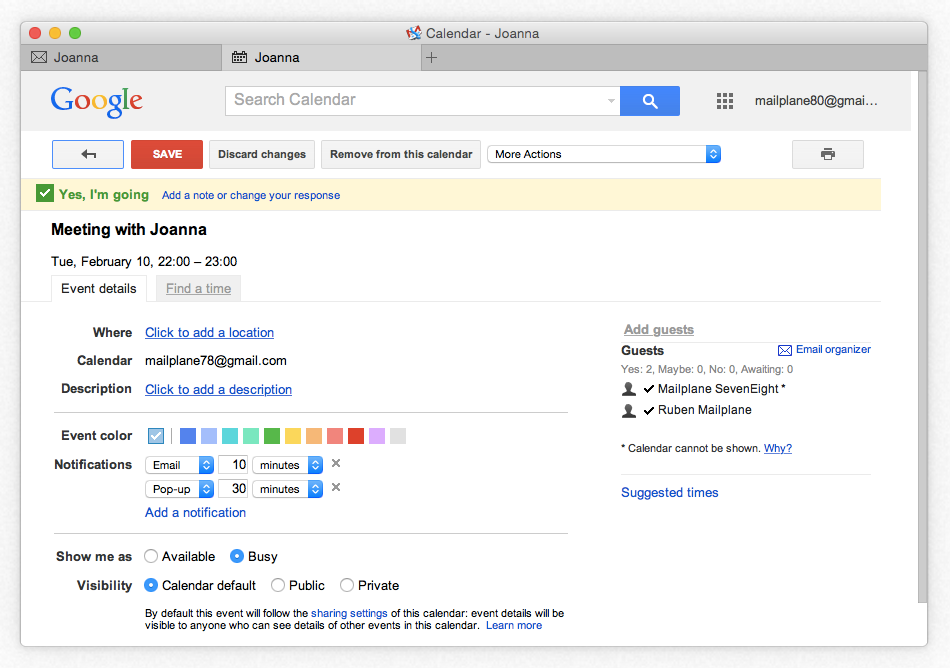 Calendar - Joanna
Joanna
Joanna
Google
Search Calendar
mailplane80@gmai...
SAVE
Discard changes
Remove from this calendar
More Actions
Yes, I'm going
Add a note or change your response
Meeting with Joanna
Tue, February 10, 22:00 – 23:00
Event details
Find a time
Where
Click to add a location
Calendar
mailplane78@gmail.com
Description
Click to add a description
Event color
Notifications
Email 10 minutes ×
Pop-up 30 minutes ×
Add a notification
Show me as
Available
Busy
Visibility
Calendar default
Public
Private
By default this event will follow the sharing settings of this calendar: event details will be
visible to anyone who can see details of other events in this calendar. Learn more
Add guests
Guests
Email organizer
Yes: 2, Maybe: 0, No: 0, Awaiting: 0
Mailplane SevenEight *
Ruben Mailplane
* Calendar cannot be shown. Why?
Suggested times